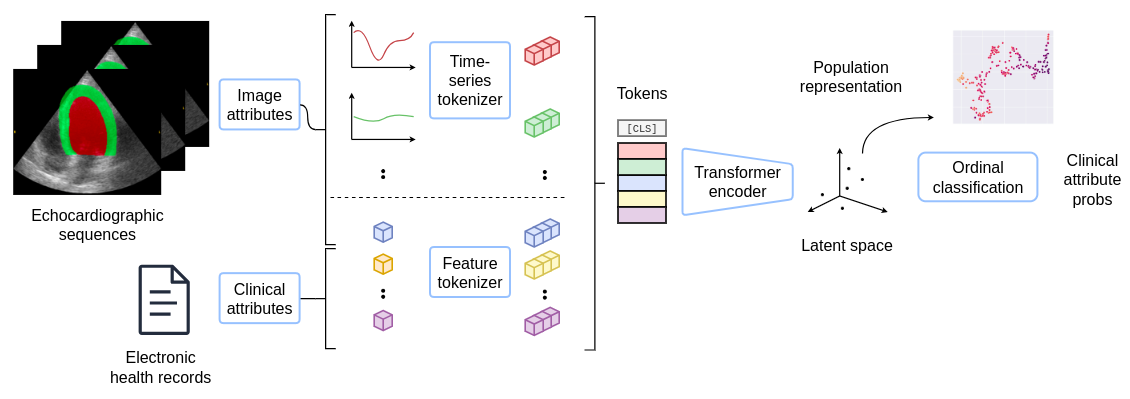 Image
attributes
Echocardiographic
sequences
Clinical
attributes
Electronic
health records
Time-
series
tokenizer
Feature
tokenizer
Tokens
[CLS]
Transformer
encoder
Population
representation
Latent space
Ordinal
classification
Clinical
attribute
probs